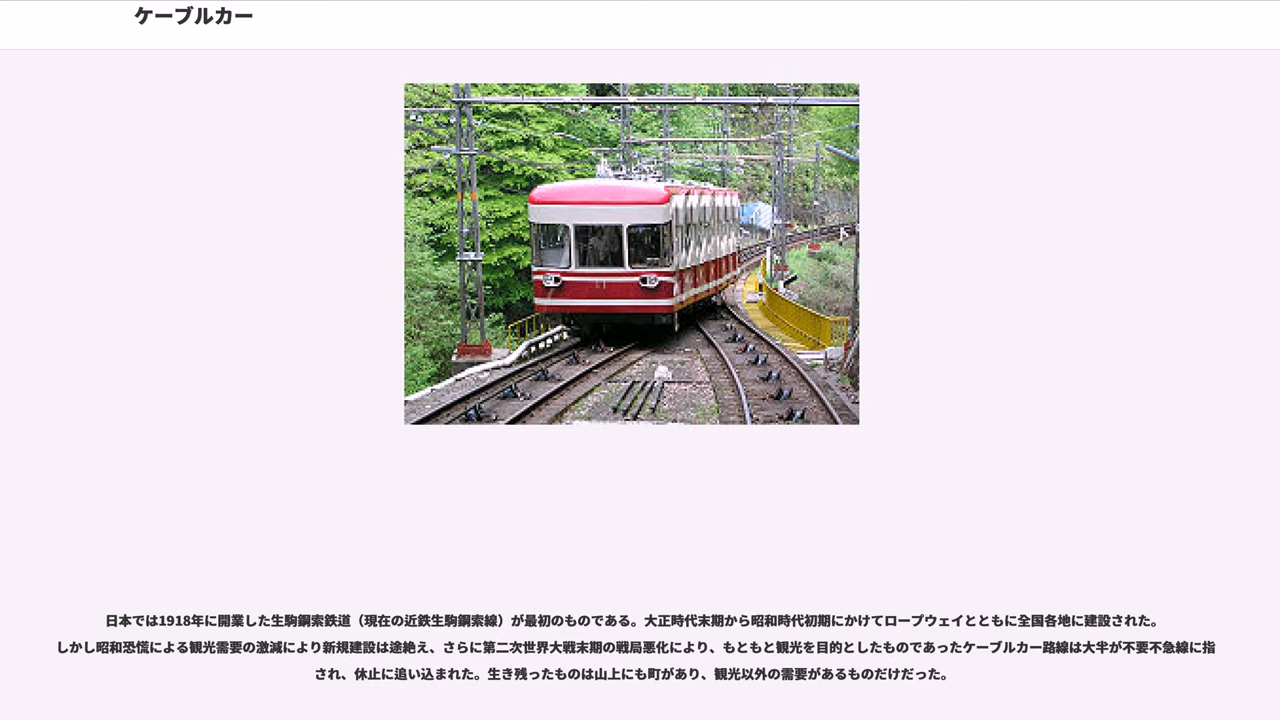 ケーブルカー
日本では1918年に開業した生駒鋼索鉄道（現在の近鉄生駒鋼索線）が最初のものである。大正時代末期から昭和時代初期にかけてロープウェイとともに全国各地に建設された。
しかし昭和恐慌による観光需要の激減により新規建設は途絶え、さらに第二次世界大戦末期の戦局悪化により、もともと観光を目的としたものであったケーブルカー路線は大半が不要不急線に指
され、休止に追い込まれた。生き残ったものは山上にも町があり、観光以外の需要があるものだけだった。